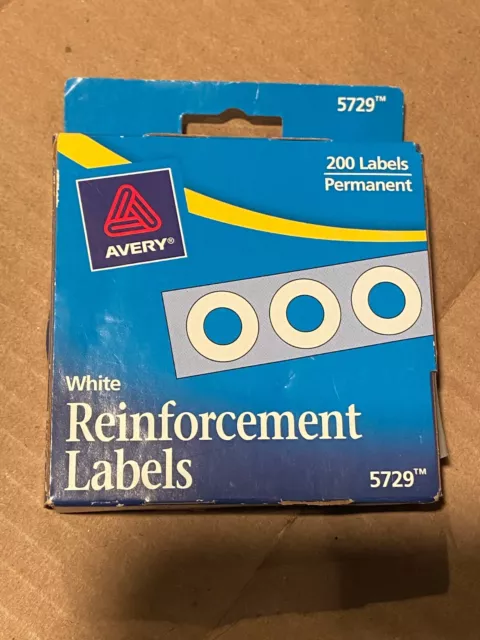 5729™
200 Labels
Permanent
AVERY®
White
Reinforcement
Labels
5729™